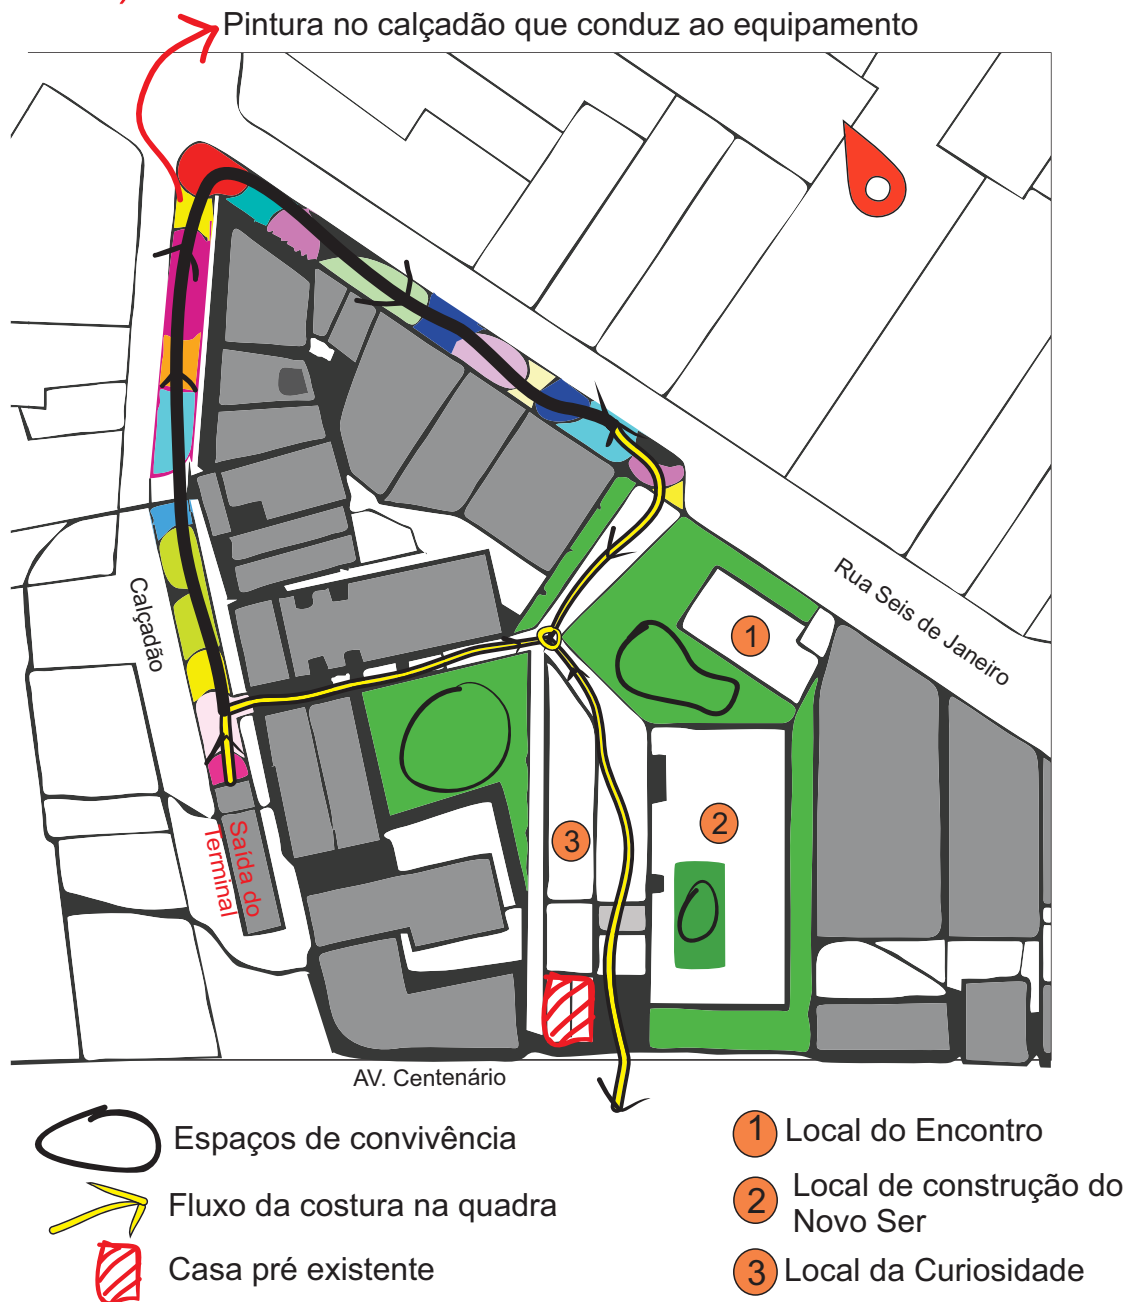 Pintura no calçadão que conduz ao equipamento
Rua Seis de Janeiro
Calçadão
1
2
3
Saída do
Terminal
AV. Centenário
Espaços de convivência
Fluxo da costura na quadra
Casa pré existente
1 Local do Encontro
2 Local de construção do
Novo Ser
3 Local da Curiosidade